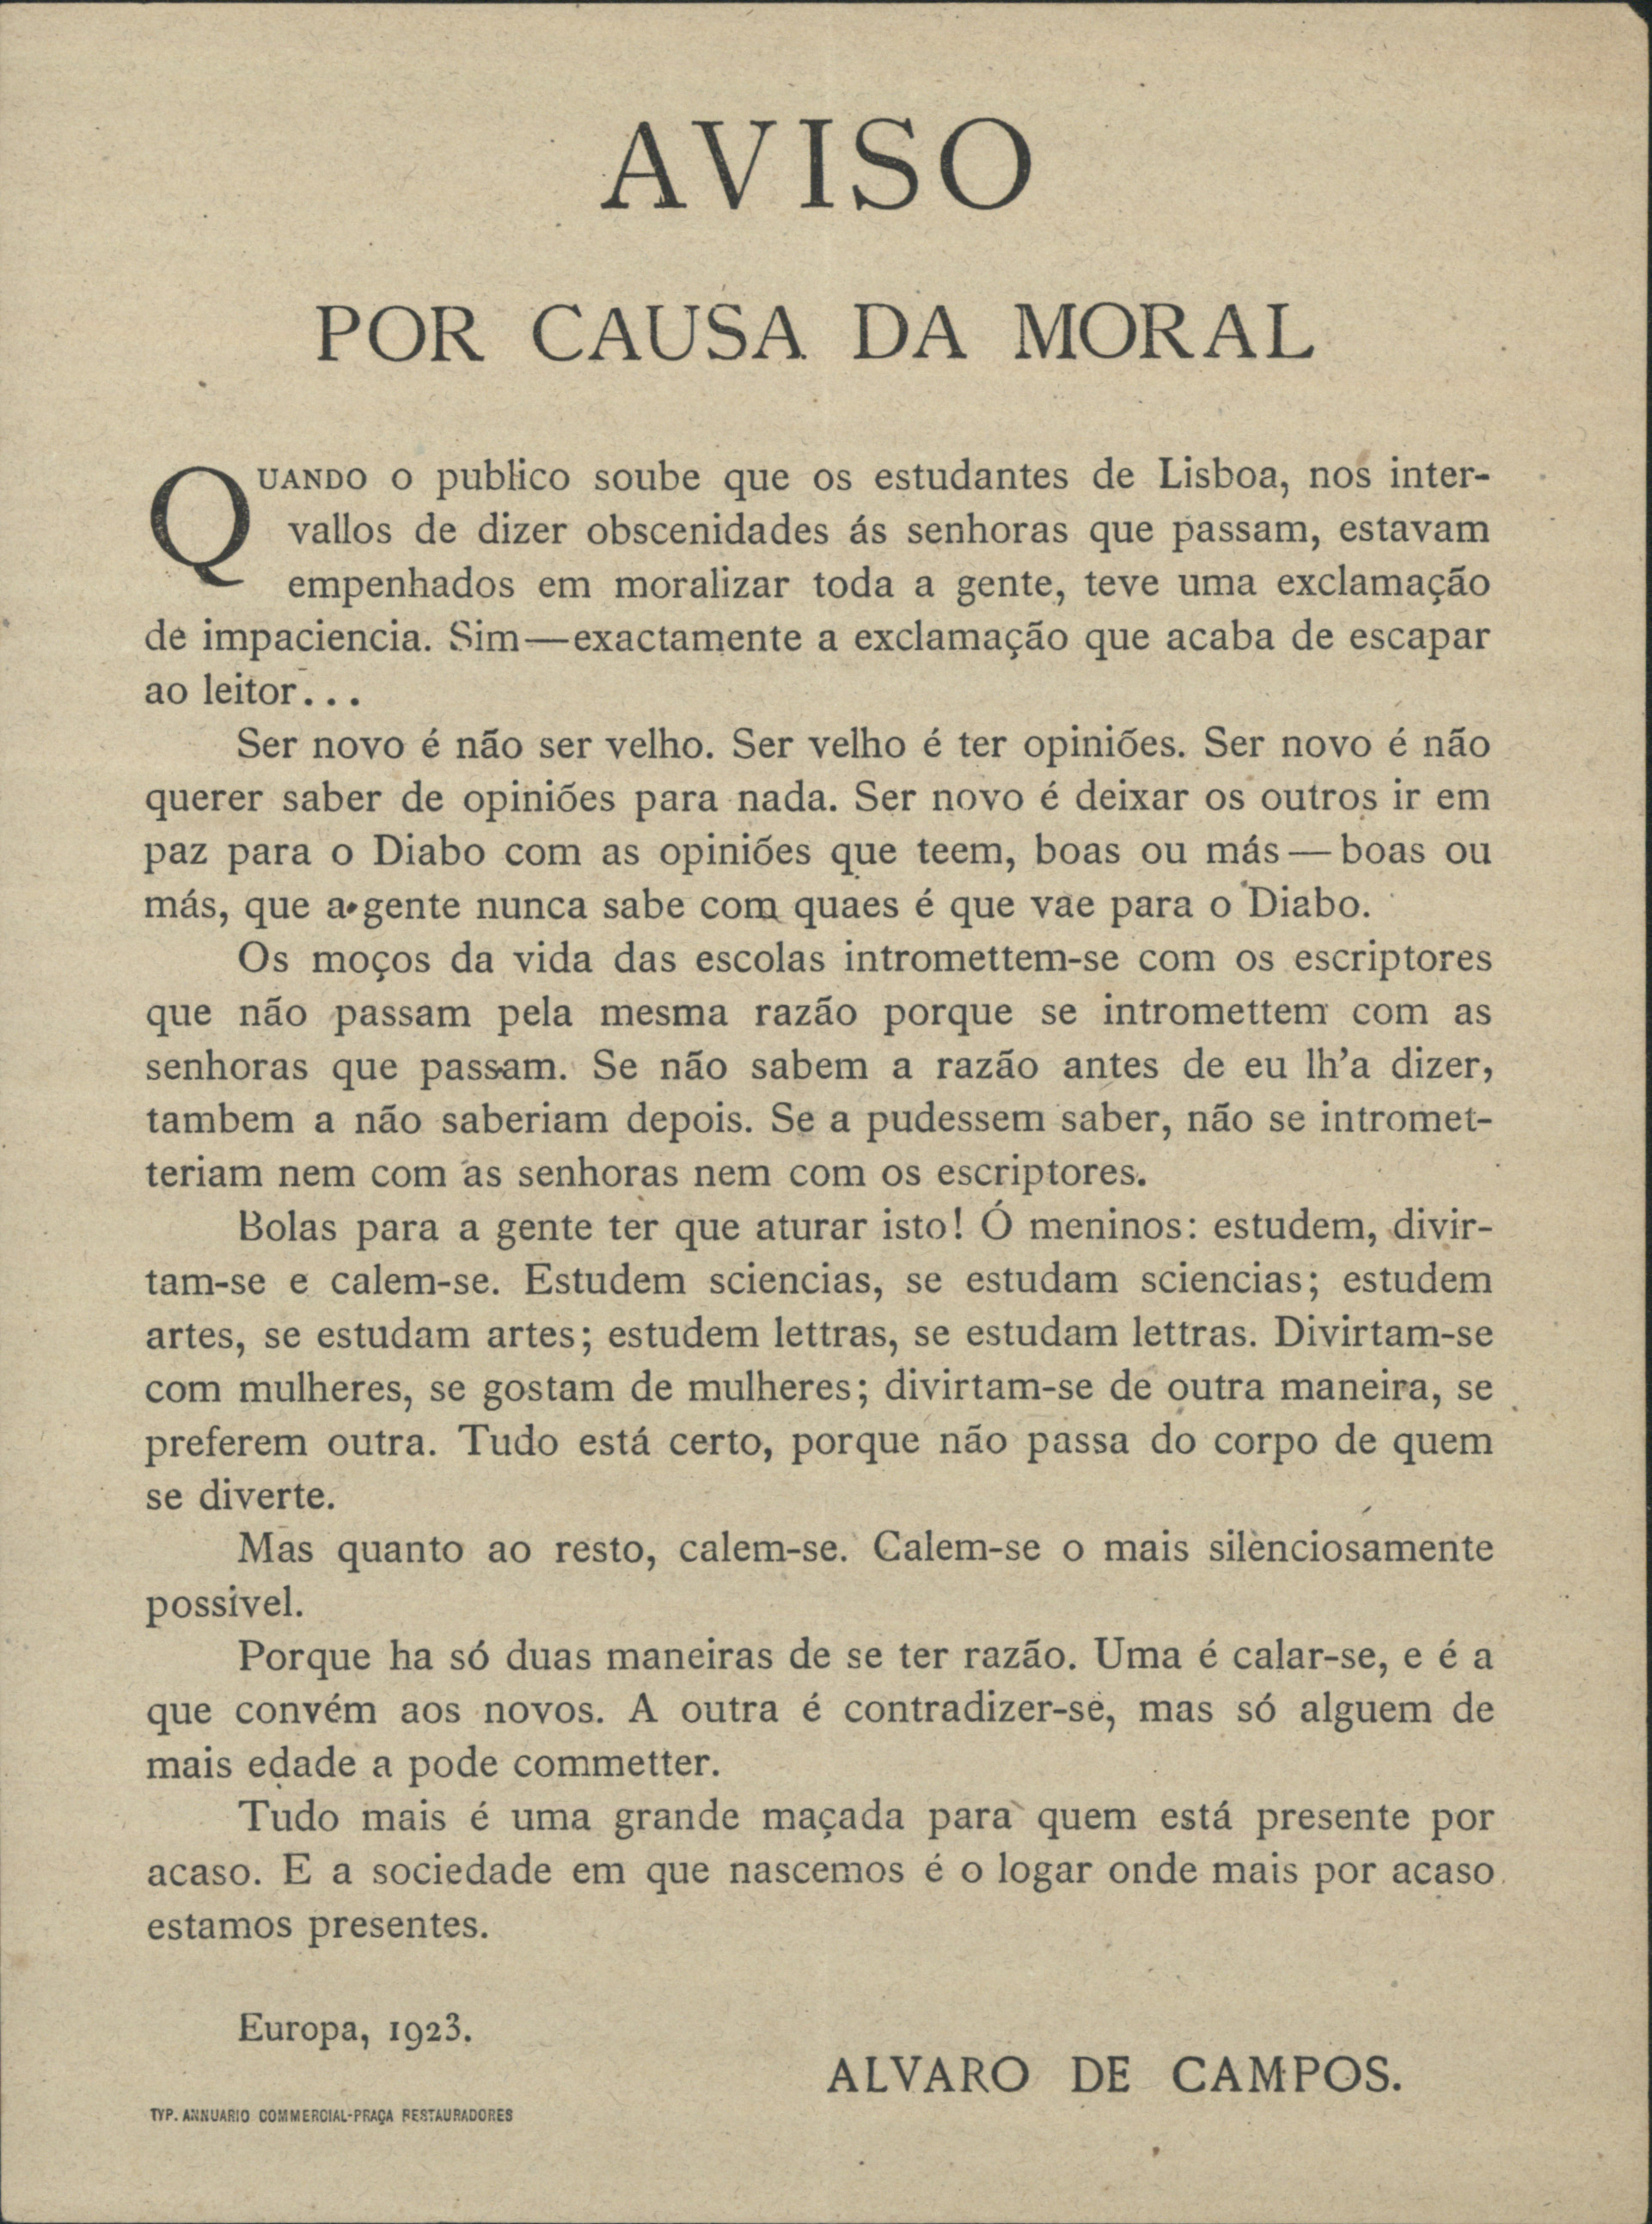 AVISO
POR CAUSA DA MORAL
QUANDO o publico soube que os estudantes de Lisboa, nos inter-
vallos de dizer obscenidades ás senhoras que passam, estavam
empenhados em moralizar toda a gente, teve uma exclamação
de impaciencia. Sim—exactamente a exclamação que acaba de escapar
ao leitor...
Ser novo é não ser velho. Ser velho é ter opiniões. Ser novo é não
querer saber de opiniões para nada. Ser novo é deixar os outros ir em
paz para o Diabo com as opiniões que teem, boas ou más — boas ou
más, que a gente nunca sabe com quaes é que vae para o Diabo.
Os moços da vida das escolas intromettem-se com os escriptores
que não passam pela mesma razão porque se intromettem com as
senhoras que passam. Se não sabem a razão antes de eu lh'a dizer,
tambem a não saberiam depois. Se a pudessem saber, não se intromet-
teriam nem com as senhoras nem com os escriptores.
Bolas para a gente ter que aturar isto! Ó meninos: estudem, divir-
tam-se e calem-se. Estudem sciencias, se estudam sciencias; estudem
artes, se estudam artes; estudem lettras, se estudam lettras. Divirtam-se
com mulheres, se gostam de mulheres; divirtam-se de outra maneira, se
preferem outra. Tudo está certo, porque não passa do corpo de quem
se diverte.
Mas quanto ao resto, calem-se. Calem-se o mais silenciosamente
possivel.
Porque ha só duas maneiras de se ter razão. Uma é calar-se, e é a
que convém aos novos. A outra é contradizer-se, mas só alguem de
mais edade a pode commetter.
Tudo mais é uma grande maçada para quem está presente por
acaso. E a sociedade em que nascemos é o logar onde mais por acaso
estamos presentes.
Europa, 1923.
ALVARO DE CAMPOS.
TYP. ANNUARIO COMMERCIAL-PRAÇA RESTAURADORES